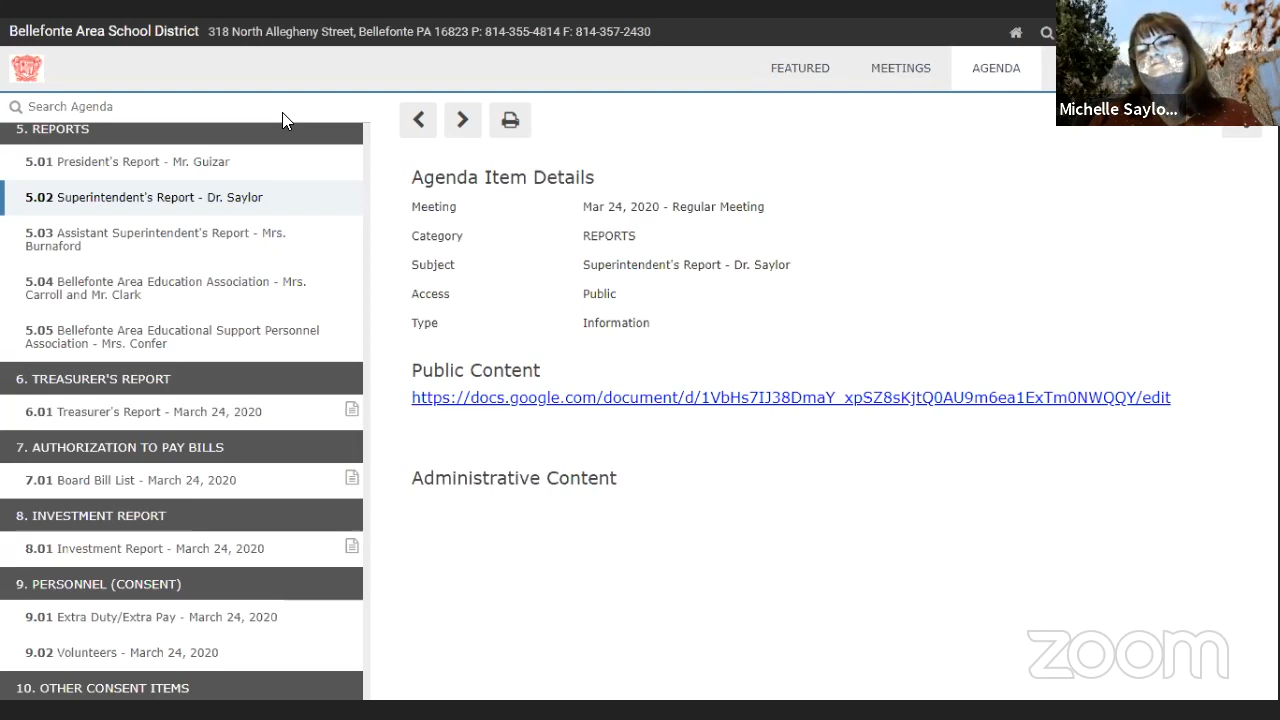 Bellefonte Area School District 318 North Allegheny Street, Bellefonte PA 16823 P: 814-355-4814 F: 814-357-2430
FEATURED MEETINGS AGENDA
Michelle Saylo...
Search Agenda
5. REPORTS
5.01 President's Report - Mr. Guizar
5.02 Superintendent's Report - Dr. Saylor
5.03 Assistant Superintendent's Report - Mrs.
Burnaford
5.04 Bellefonte Area Education Association - Mrs.
Carroll and Mr. Clark
5.05 Bellefonte Area Educational Support Personnel
Association - Mrs. Confer
6. TREASURER'S REPORT
6.01 Treasurer's Report - March 24, 2020
7. AUTHORIZATION TO PAY BILLS
7.01 Board Bill List - March 24, 2020
8. INVESTMENT REPORT
8.01 Investment Report - March 24, 2020
9. PERSONNEL (CONSENT)
9.01 Extra Duty/Extra Pay - March 24, 2020
9.02 Volunteers - March 24, 2020
10. OTHER CONSENT ITEMS
Agenda Item Details
Meeting Mar 24, 2020 - Regular Meeting
Category REPORTS
Subject Superintendent's Report - Dr. Saylor
Access Public
Type Information
Public Content
https://docs.google.com/document/d/1VbHs7IJ38DmaY_xpSZ8sKjtQ0AU9m6ea1ExTm0NWQQY/edit
Administrative Content
zoom